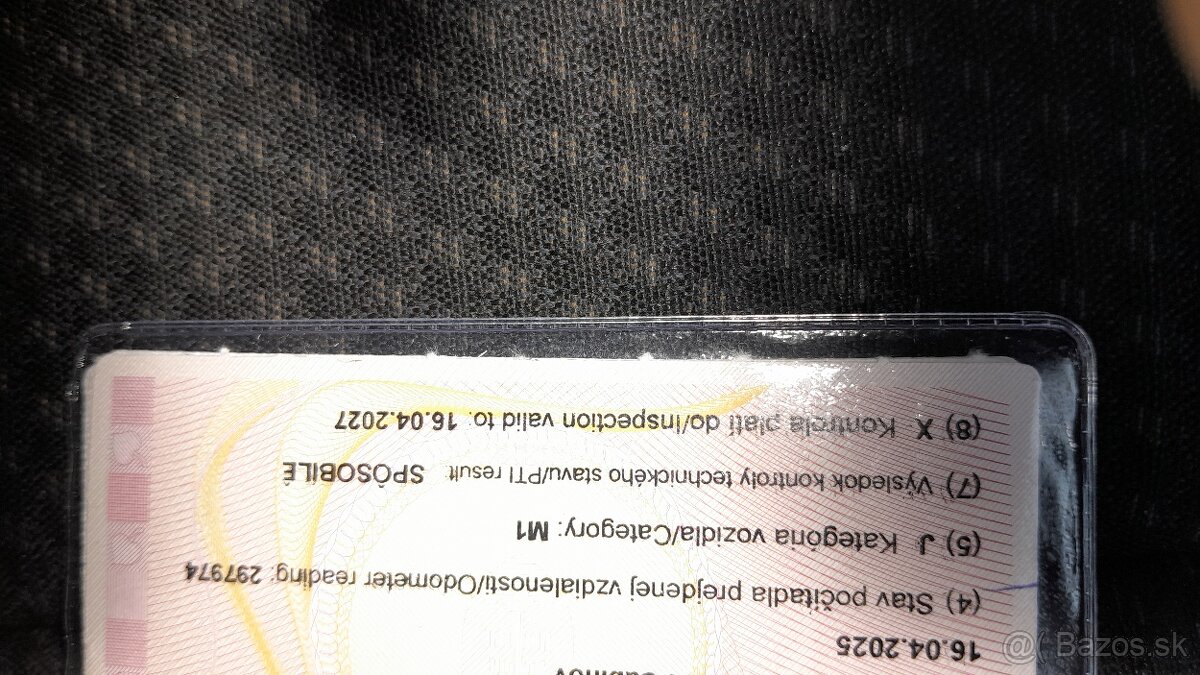 16.04.2025
(4) Stav počítadla prejdenej vzdialenosti/Odometer reading: 297974
(5) J Kategória vozidla/Category: M1
(7) Výsledok kontroly technického stavu/PTI result SPÔSOBILÉ
(8) X Kontrola platí do/Inspection valid to: 16.04.2027
@ Bazos.sk